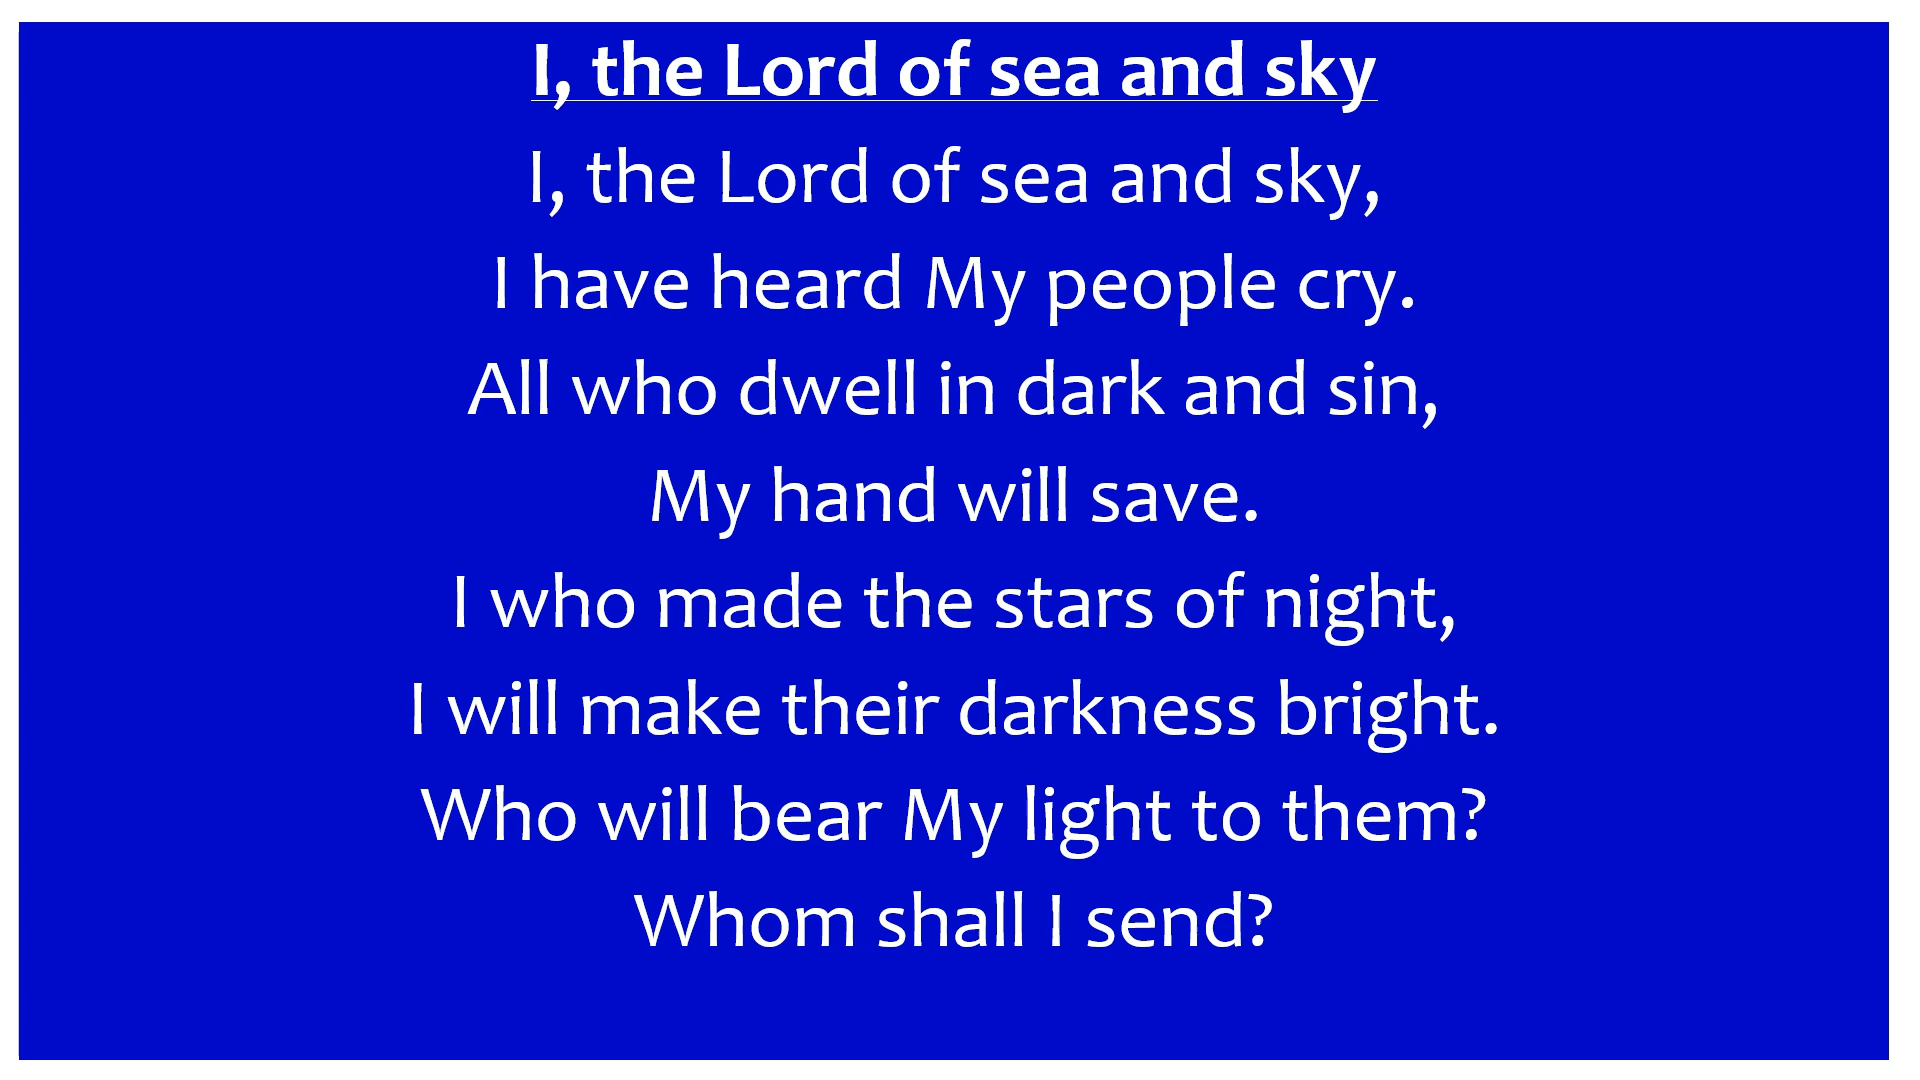 I, the Lord of sea and sky
I, the Lord of sea and sky,
I have heard My people cry.
All who dwell in dark and sin,
My hand will save.
I who made the stars of night,
I will make their darkness bright.
Who will bear My light to them?
Whom shall I send?